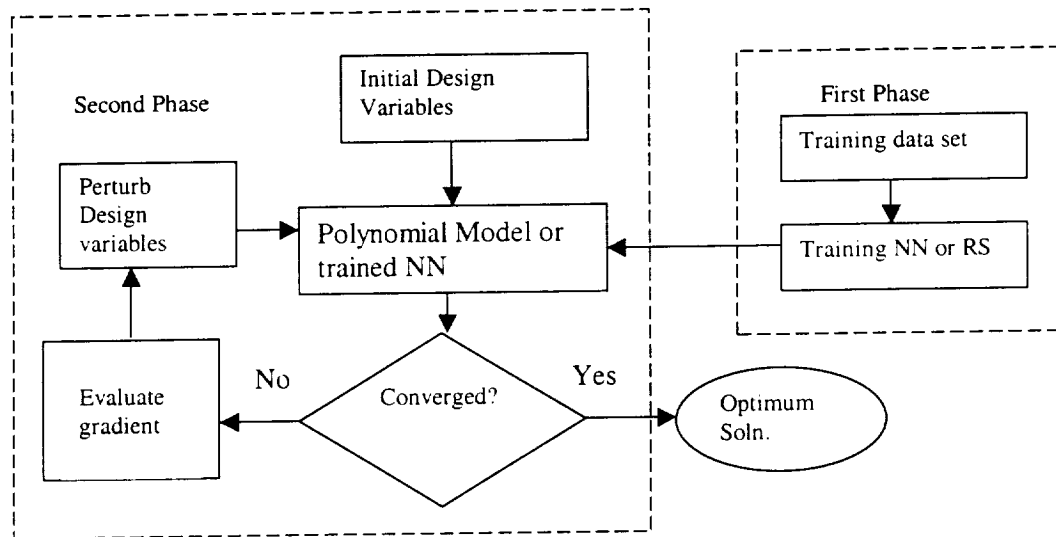 Second Phase
Initial Design
Variables
First Phase
Training data set
Perturb
Design
variables
Polynomial Model or
trained NN
Training NN or RS
Evaluate
gradient
No
Converged?
Yes
Optimum
Soln.